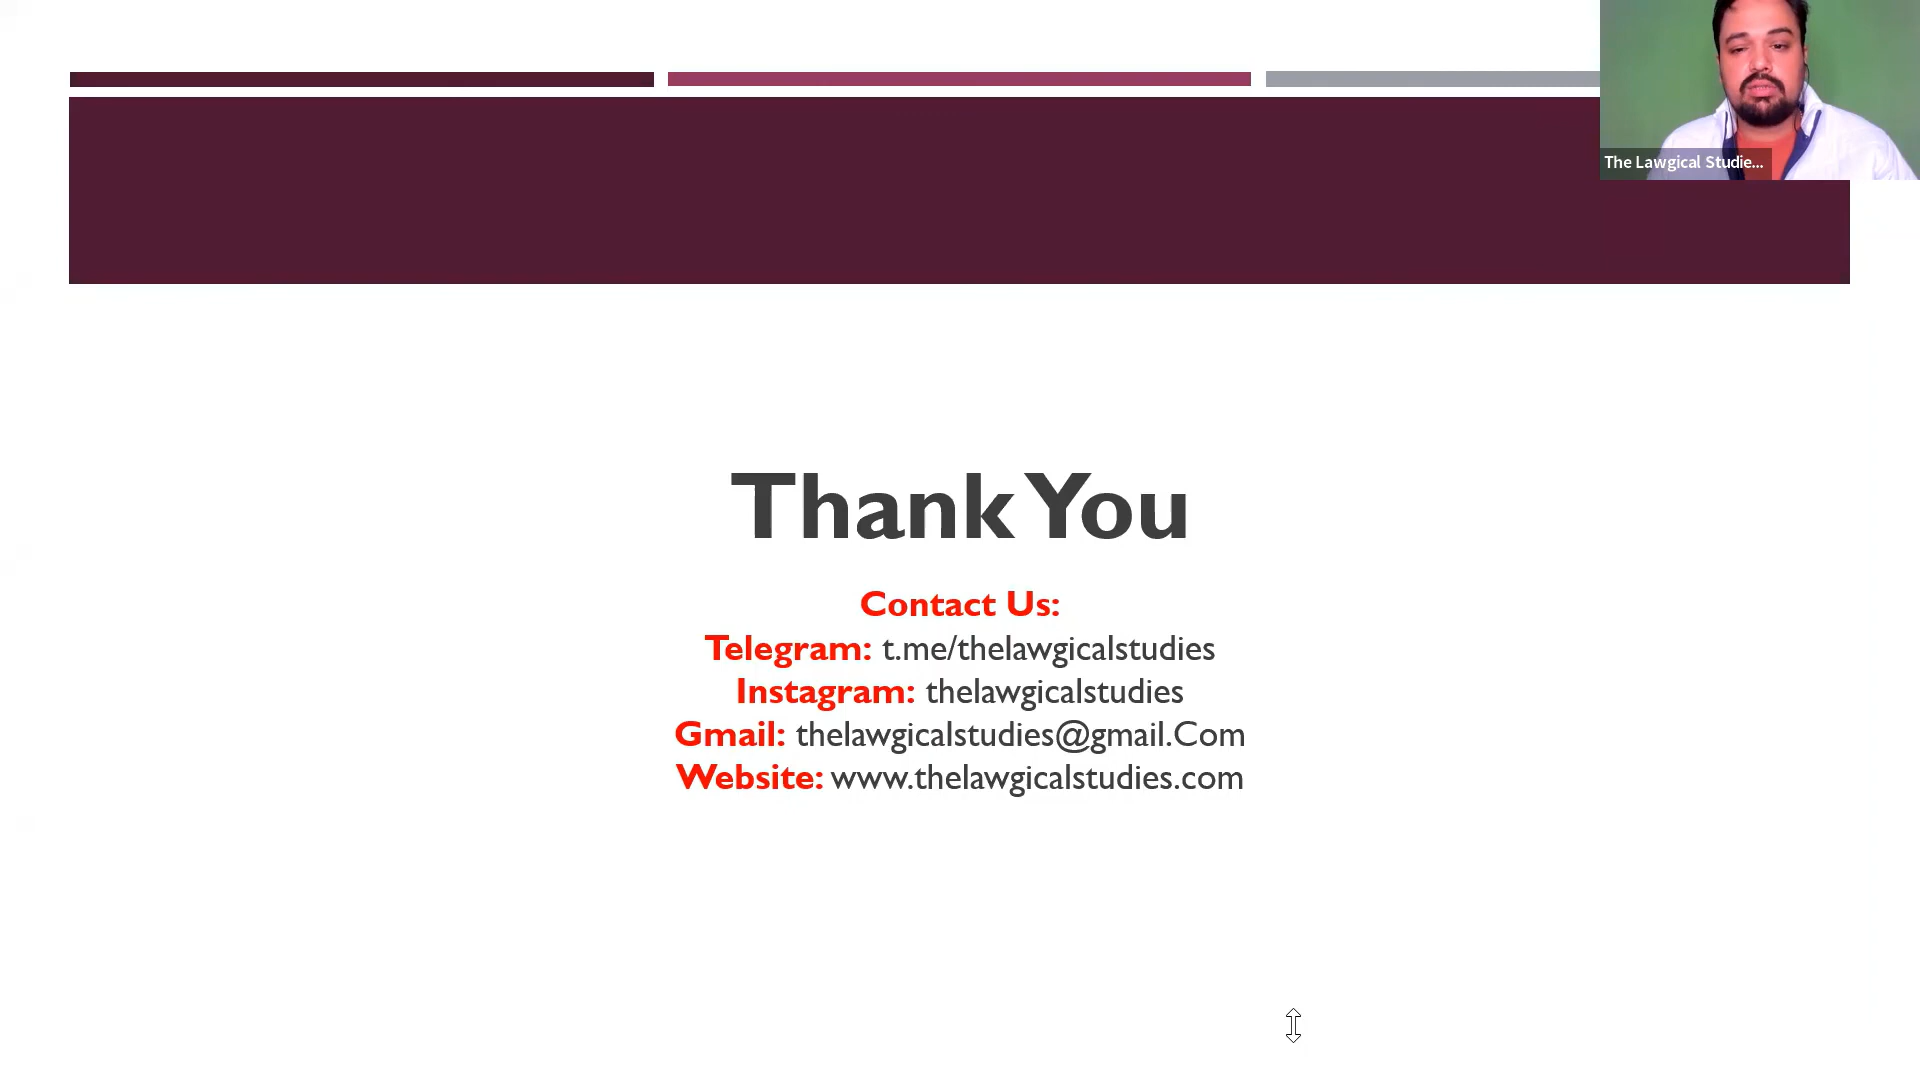 The Lawgical Studie...
Thank You
Contact Us:
Telegram: t.me/thelawgicalstudies
Instagram: thelawgicalstudies
Gmail: thelawgicalstudies@gmail.Com
Website: www.thelawgicalstudies.com